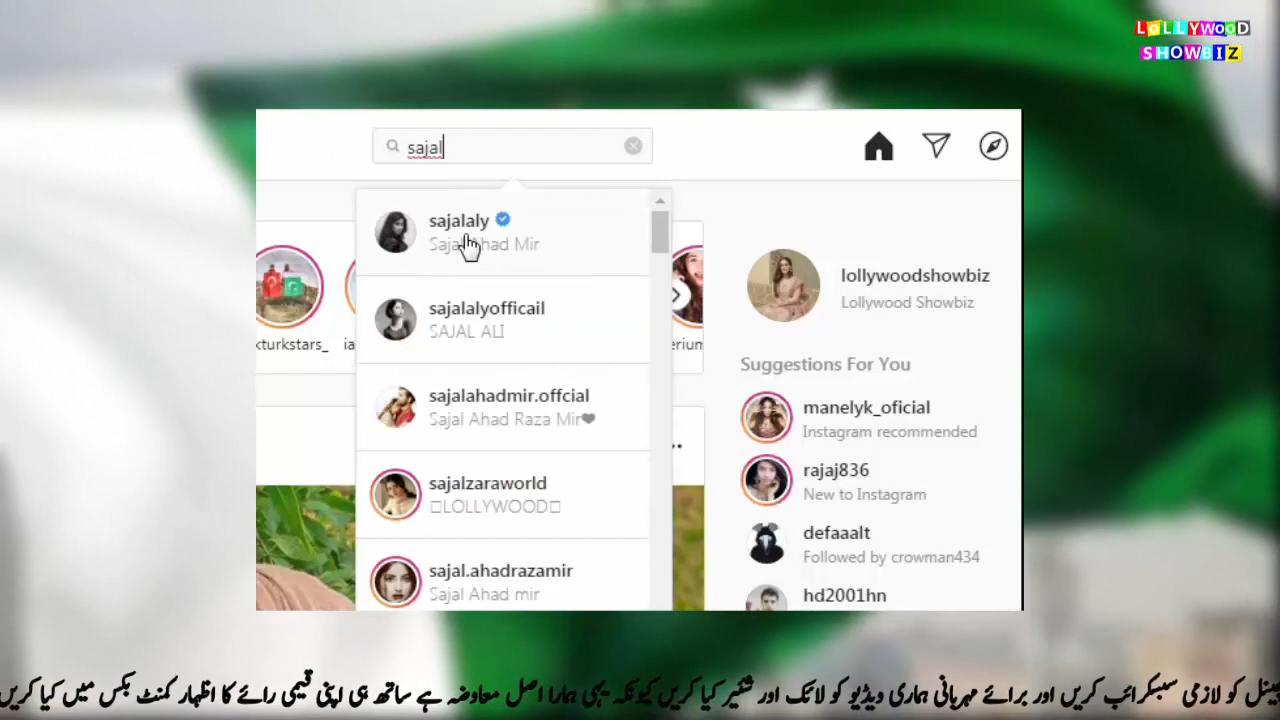 LOLLYWOOD
SHOWBIZ
sajal
sajalaly
Sajal Ahad Mir
sajalalyofficail
SAJAL ALI
sajalahadmir.offcial
Sajal Ahad Raza Mir🖤
sajalzaraworld
LOLLYWOOD
sajal.ahadrazamir
Sajal Ahad mir
kturkstars_
ia
erium
..
lollywoodshowbiz
Lollywood Showbiz
Suggestions For You
manelyk_oficial
Instagram recommended
rajaj836
New to Instagram
defaaalt
Followed by crowman434
hd2001hn
کو لازمی سبسکرائب کریں اور برائے مہربانی ہماری ویڈیو کو لائک اور شئیر کیا کریں کیونکہ یہی ہمارا اصل معاوضہ ہے ساتھ ہی اپنی قیمی رائے کا اظہار کمنٹ بکس میں کیا کریں